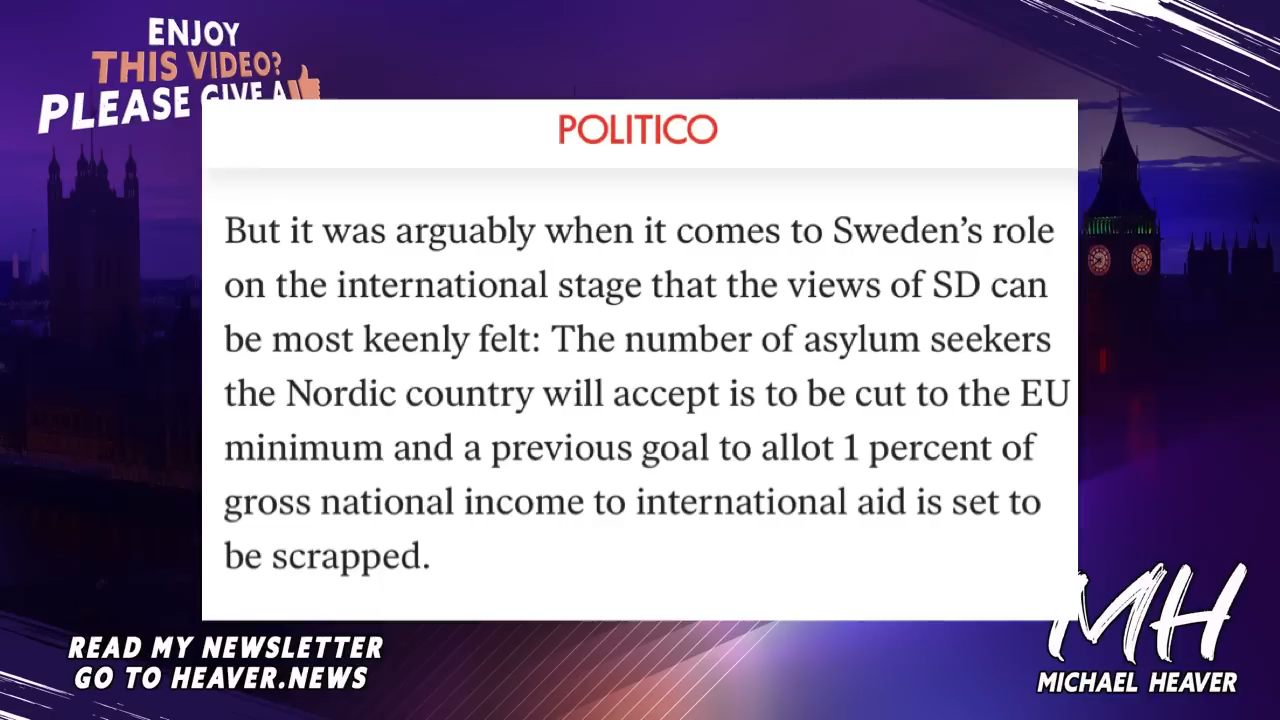 ENJOY
THIS VIDEO?
PLEASE GIVE A
POLITICO
But it was arguably when it comes to Sweden’s role
on the international stage that the views of SD can
be most keenly felt: The number of asylum seekers
the Nordic country will accept is to be cut to the EU
minimum and a previous goal to allot 1 percent of
gross national income to international aid is set to
be scrapped.
READ MY NEWSLETTER
GO TO HEAVER.NEWS
MH
MICHAEL HEAVER